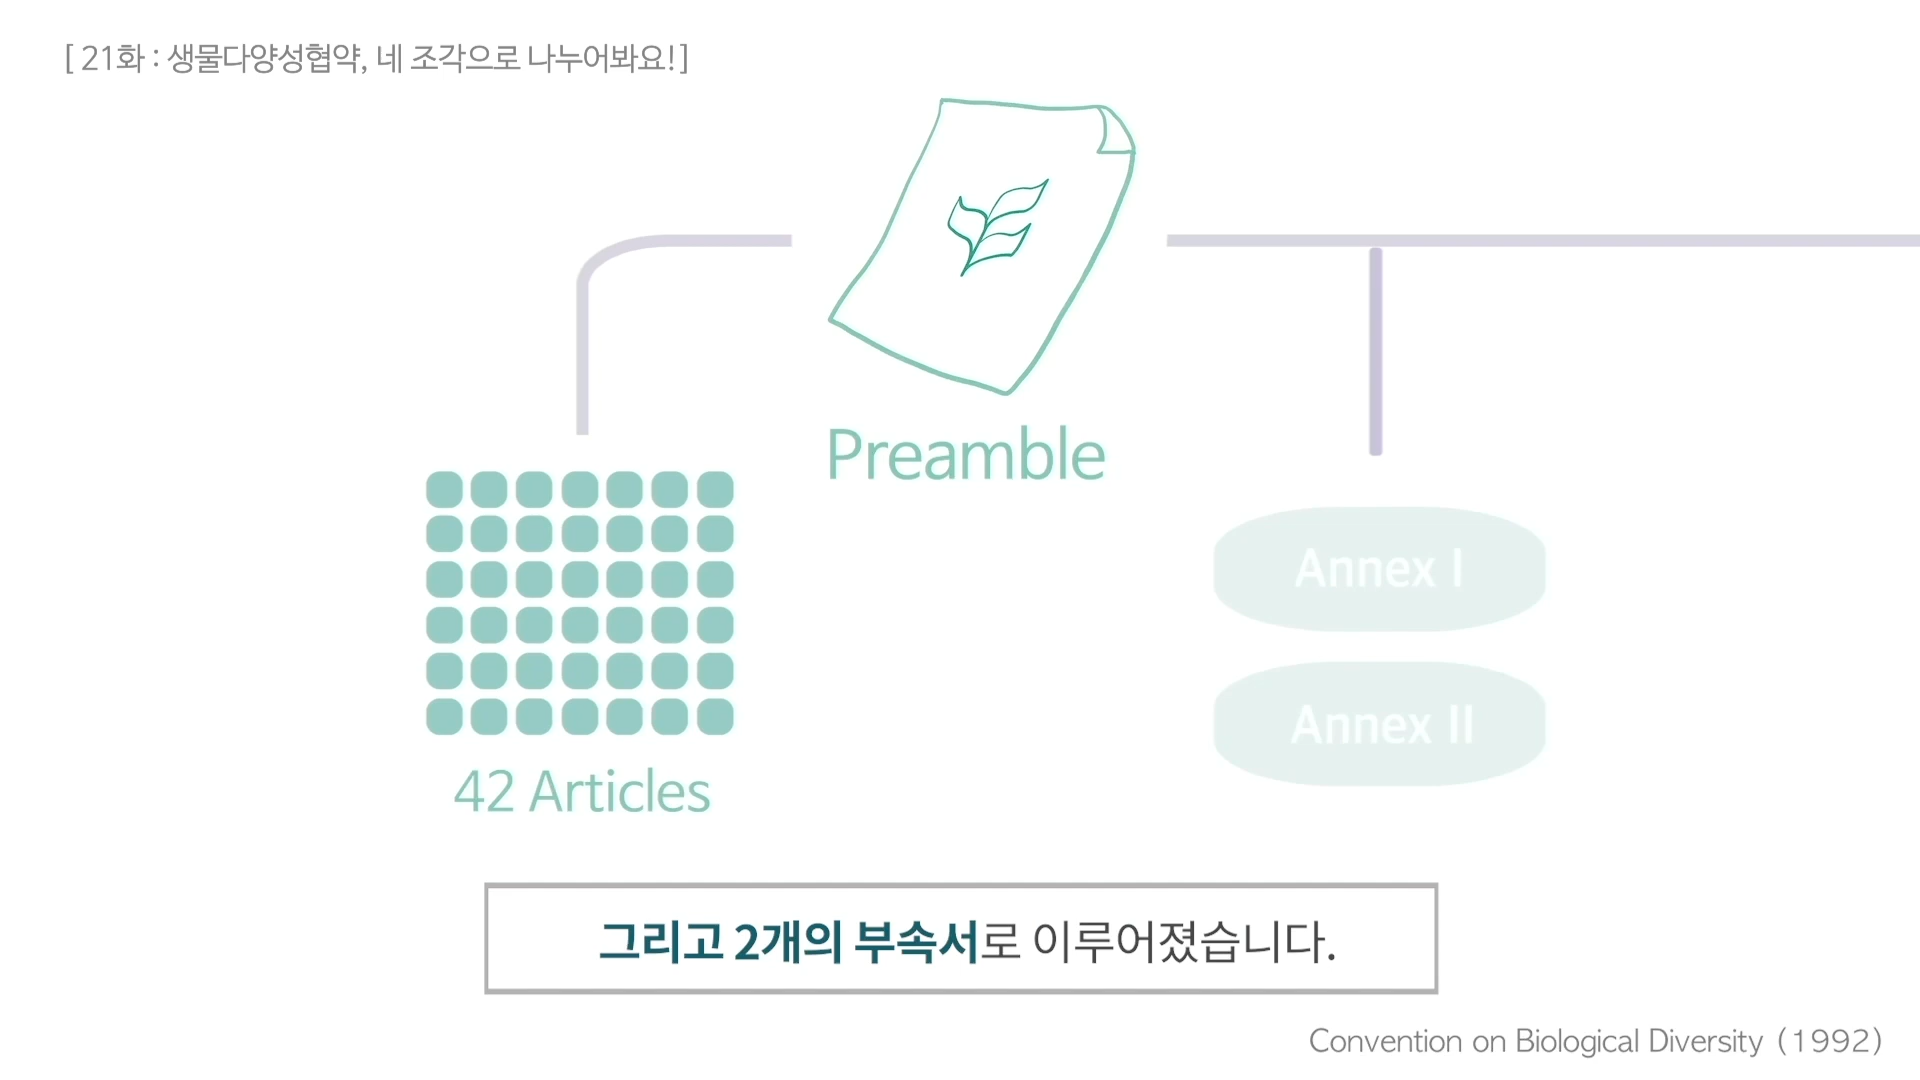 [ 21화 : 생물다양성협약, 네 조각으로 나누어봐요!]
Preamble
Annex I
Annex II
42 Articles
그리고 2개의 부속서로 이루어졌습니다.
Convention on Biological Diversity (1992)